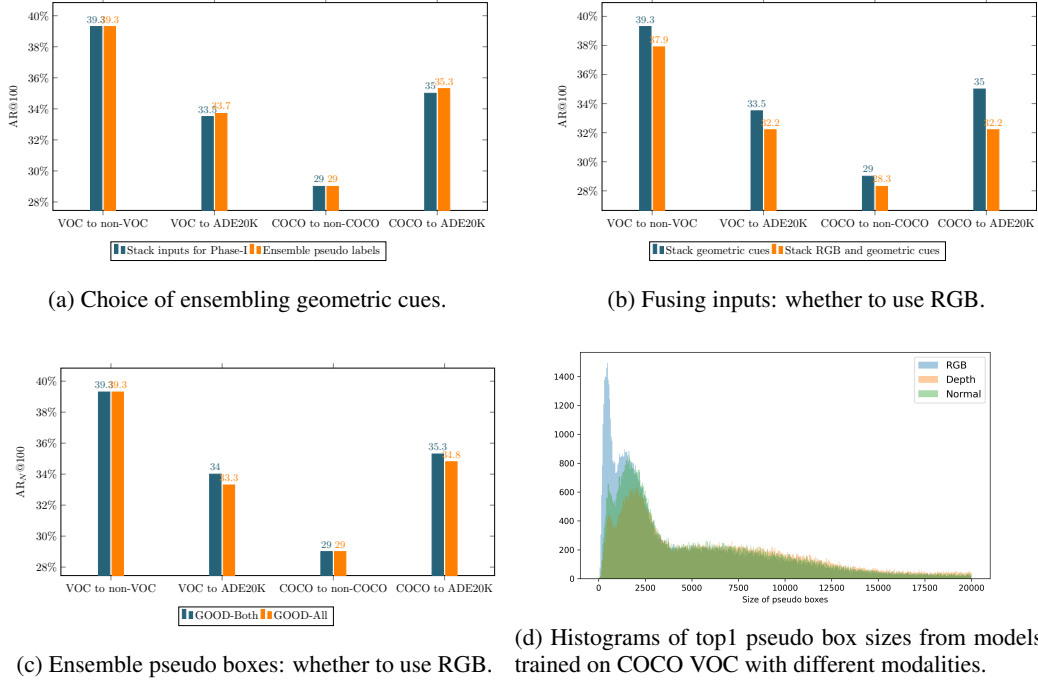 40%
38%
36%
34%
32%
30%
28%
AR@100
39.3 39.3
33.5 33.7
29 29
35 35.3
VOC to non-VOC VOC to ADE20K COCO to non-COCO COCO to ADE20K
Stack inputs for Phase-I Ensemble pseudo labels
(a) Choice of ensembling geometric cues.
40%
38%
36%
34%
32%
30%
28%
AR@100
39.3 37.9
33.5 32.2
29 28.3
35 32.2
VOC to non-VOC VOC to ADE20K COCO to non-COCO COCO to ADE20K
Stack geometric cues Stack RGB and geometric cues
(b) Fusing inputs: whether to use RGB.
40%
38%
36%
34%
32%
30%
28%
ARN@100
39.3 39.3
34 33.3
29 29
35.3 34.8
VOC to non-VOC VOC to ADE20K COCO to non-COCO COCO to ADE20K
GOOD-Both GOOD-All
(c) Ensemble pseudo boxes: whether to use RGB.
1400
1200
1000
800
600
400
200
0
RGB
Depth
Normal
0 2500 5000 7500 10000 12500 15000 17500 20000
Size of pseudo boxes
(d) Histograms of top1 pseudo box sizes from models
trained on COCO VOC with different modalities.